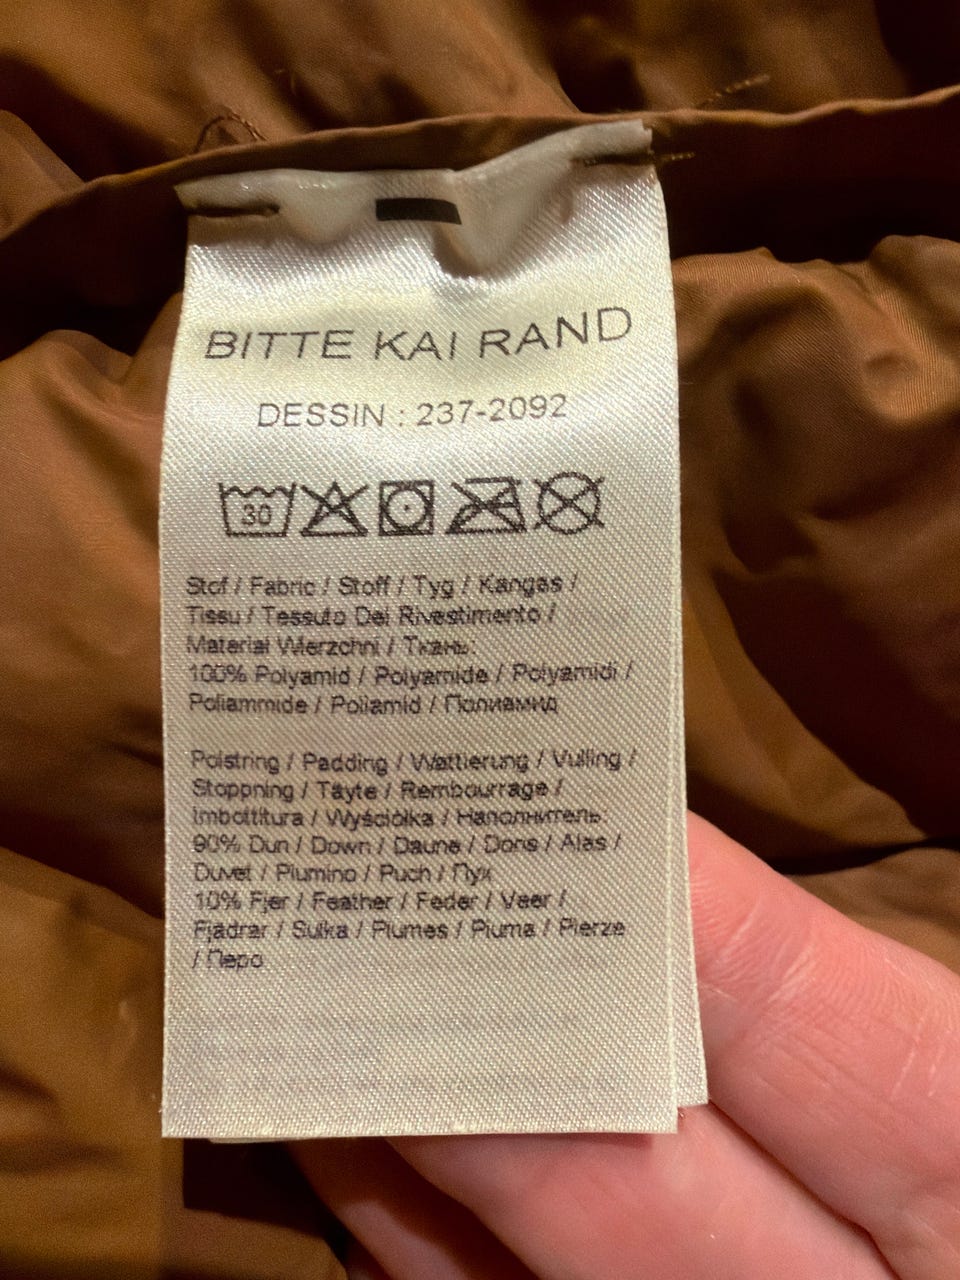 BITTE KAI RAND
DESSIN : 237-2092
30
Stof / Fabric / Stoff / Tyg / Kangas /
Tissu / Tessuto Dei Rivestimento /
Materiał Wierzchni / Ткань:
100% Polyamid / Polyamide / Polyamidi /
Poliammide / Poliamid / Полиамид
Polstring / Padding / Wattierung / Vulling /
Stoppning / Täyte / Rembourrage /
Imbottitura / Wyściółka / Наполнитель:
90% Dun / Down / Daune / Dons / Alas /
Duvet / Piumino / Puch / Пух
10% Fjer / Feather / Feder / Veer /
Fjädrar / Sulka / Plumes / Piuma / Pierze
/ Перо